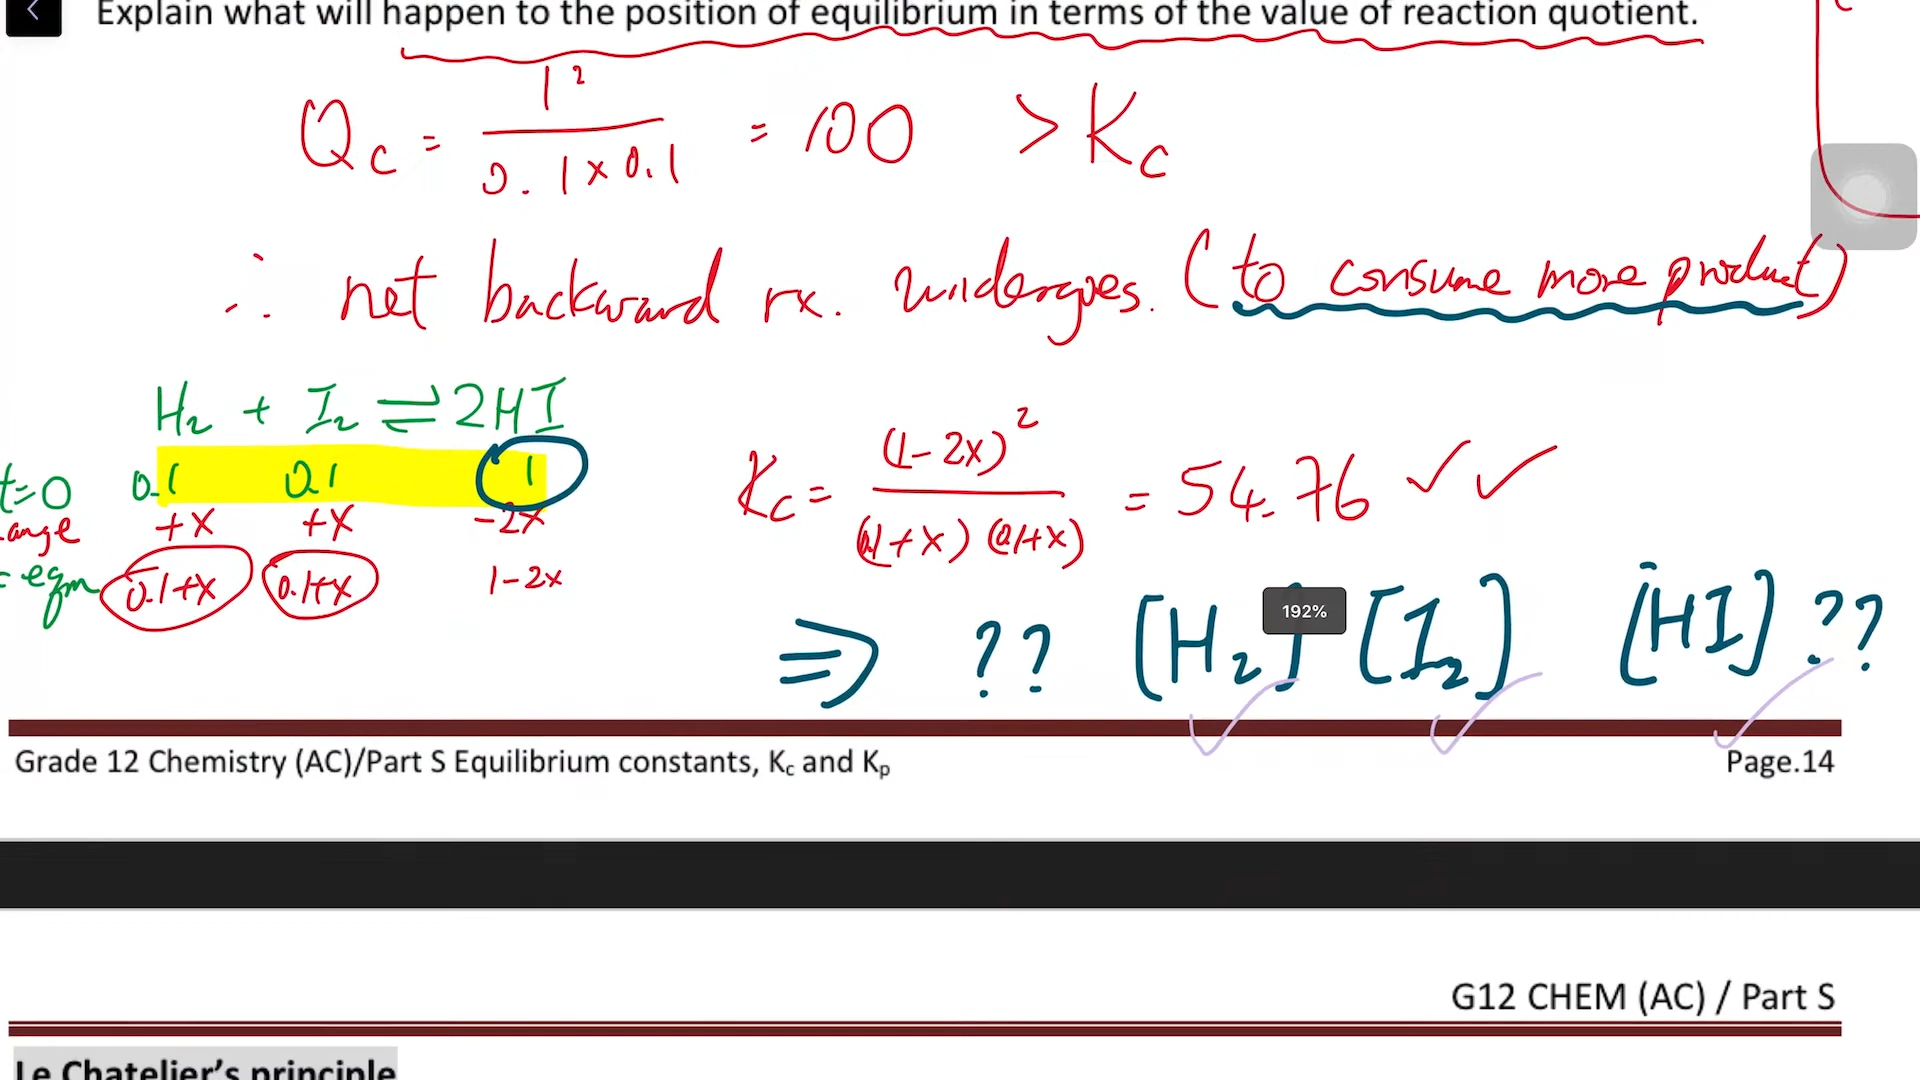 Explain what will happen to the position of equilibrium in terms of the value of reaction quotient.
Qc = 1² / 0.1 x 0.1 = 100 > Kc
∴ net backward rx. undergoes. (to consume more product)
H₂ + I₂ ⇌ 2HI
t=0 0.1 0.1 1
ange +x +x -2x
= eqm 0.1+x 0.1+x 1-2x
Kc = (1-2x)² / (0.1+x) (0.1+x) = 54.76 ✓✓
⇒ ?? [H₂] [I₂] [HI] ??
192%
Grade 12 Chemistry (AC)/Part S Equilibrium constants, Kc and Kp Page.14
G12 CHEM (AC) / Part S
Le Chatelier's principle